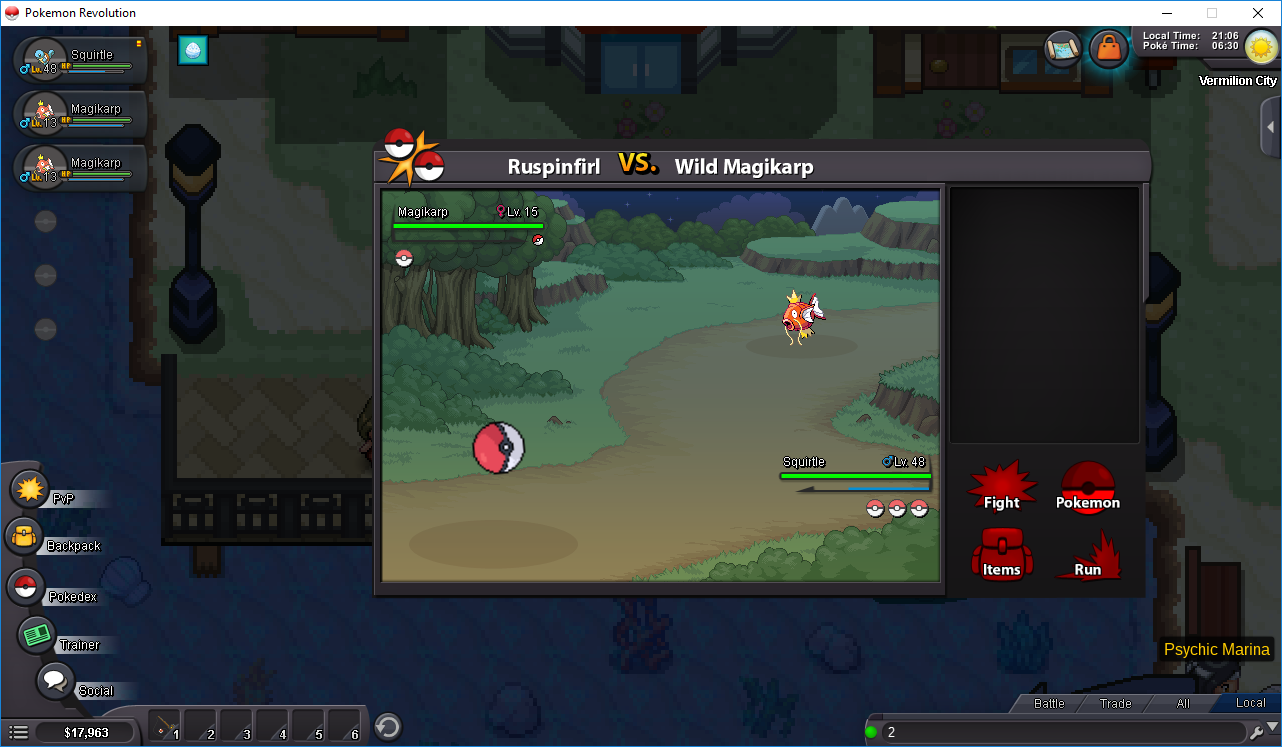 Pokemon Revolution
Squirtle
Lv. 48 HP
Magikarp
Lv. 13 HP
Magikarp
Lv. 13 HP
Local Time: 21:06
Poké Time: 06:30
Vermilion City
Ruspinfirl VS. Wild Magikarp
Magikarp Lv. 15
Squirtle Lv. 48
Fight
Pokemon
Items
Run
PvP
Backpack
Pokedex
Trainer
Social
Psychic Marina
Battle Trade All Local
$17,963
1 2 3 4 5 6
2